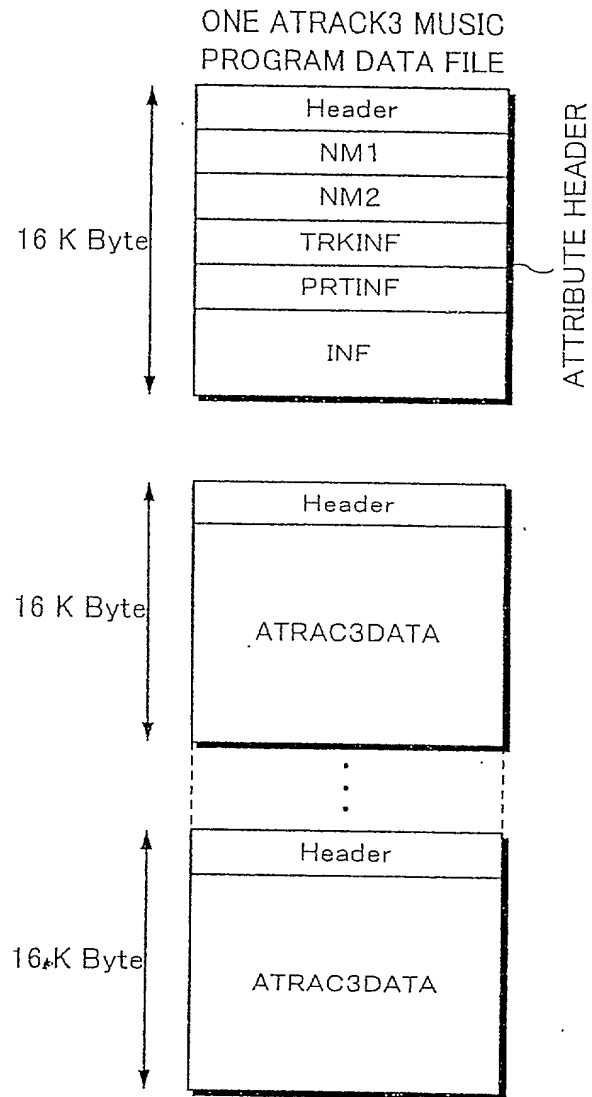 ONE ATRACK3 MUSIC
PROGRAM DATA FILE
Header
NM1
NM2
TRKINF
PRTINF
INF
16 K Byte
ATTRIBUTE HEADER
Header
16 K Byte
ATRAC3DATA
Header
16 K Byte
ATRAC3DATA